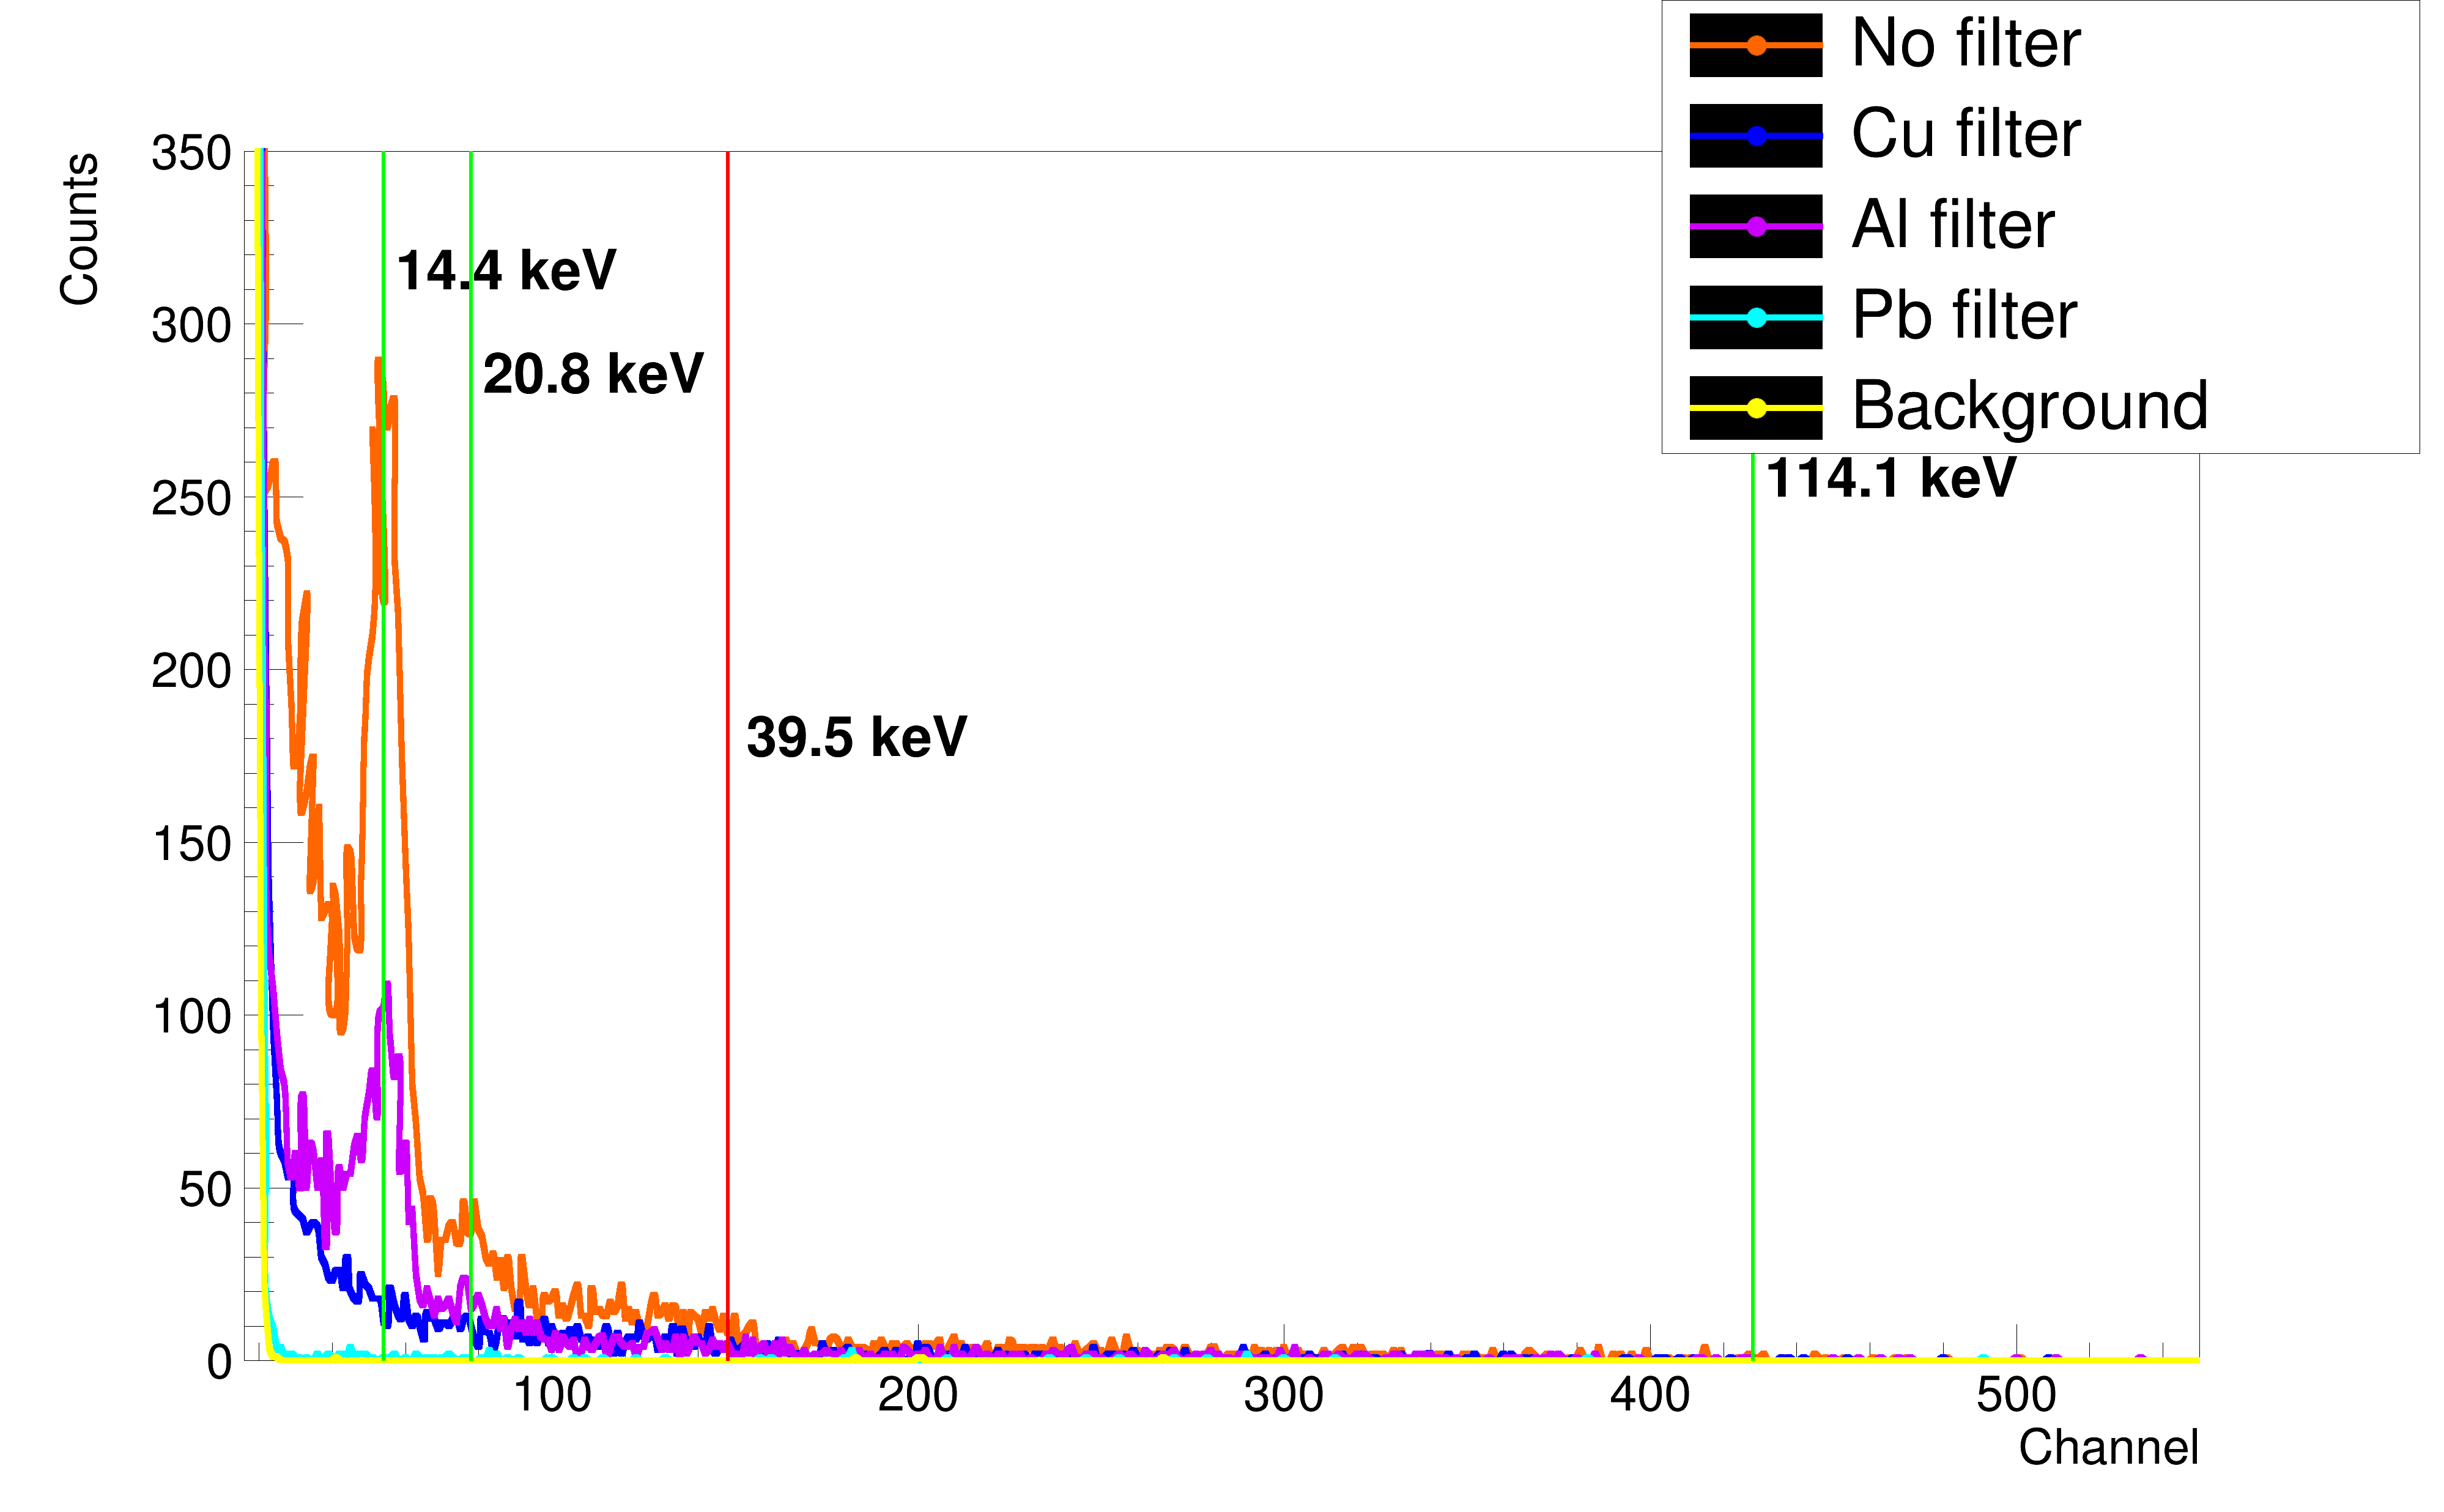 No filter
Cu filter
Al filter
Pb filter
Background
Counts
350
300
250
200
150
100
50
0
14.4 keV
20.8 keV
39.5 keV
114.1 keV
100
200
300
400
500
Channel